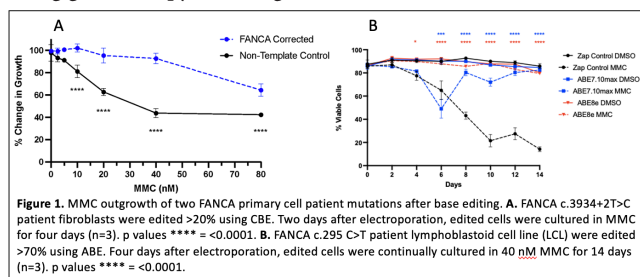 A
FANCA Corrected
Non-Template Control
% Change in Growth
100
80
60
40
20
0
****
****
****
****
0 10 20 30 40 50 60 70 80
MMC (nM)
B
*** **** **** **** ****
* **** **** **** **** ****
% Viable Cells
100
90
80
70
60
50
40
30
20
10
0
0 2 4 6 8 10 12 14
Days
Zap Control DMSO
Zap Control MMC
ABE7.10max DMSO
ABE7.10max MMC
ABE8e DMSO
ABE8e MMC
Figure 1. MMC outgrowth of two FANCA primary cell patient mutations after base editing. A. FANCA c.3934+2T>C
patient fibroblasts were edited >20% using CBE. Two days after electroporation, edited cells were cultured in MMC
for four days (n=3). p values **** = <0.0001. B. FANCA c.295 C>T patient lymphoblastoid cell line (LCL) were edited
>70% using ABE. Four days after electroporation, edited cells were continually cultured in 40 nM MMC for 14 days
(n=3). p values **** = <0.0001.